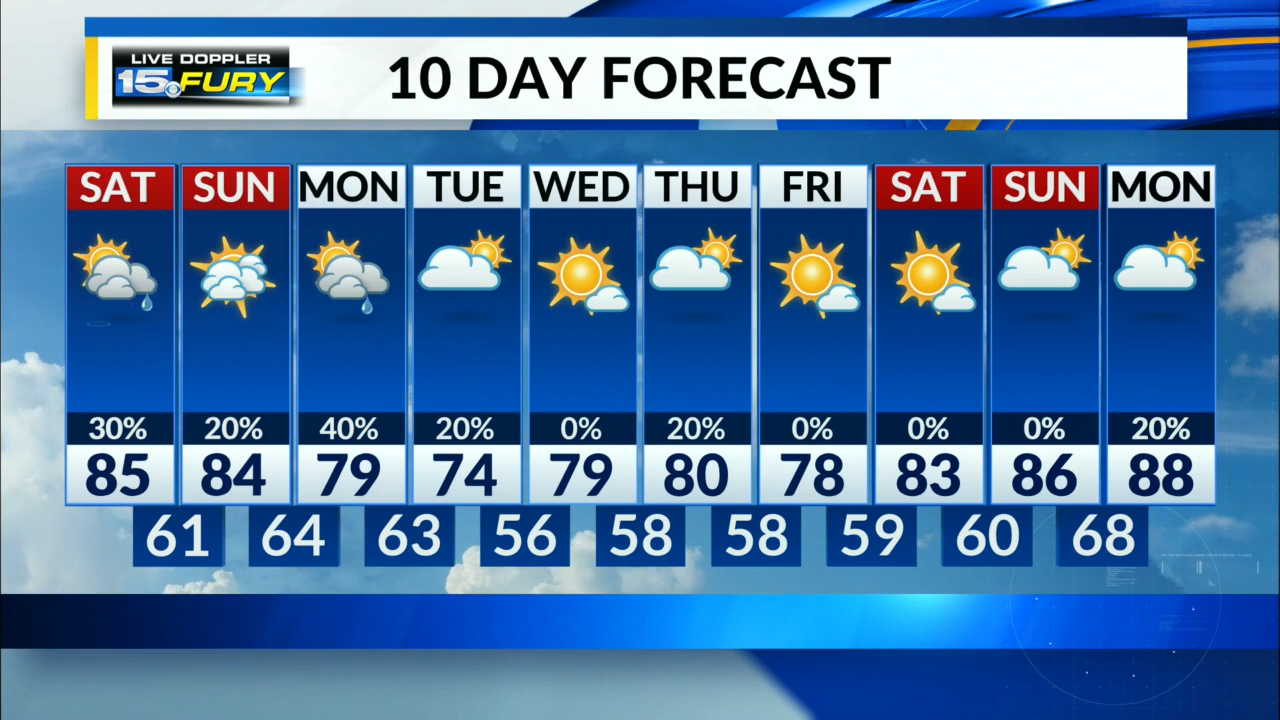 LIVE DOPPLER
15 FURY
10 DAY FORECAST
SAT SUN MON TUE WED THU FRI SAT SUN MON
30% 20% 40% 20% 0% 20% 0% 0% 0% 20%
85 84 79 74 79 80 78 83 86 88
61 64 63 56 58 58 59 60 68